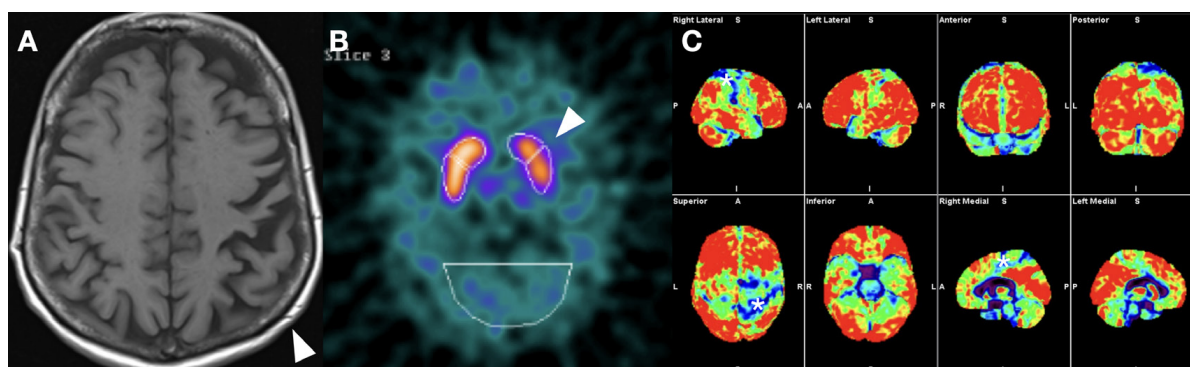 A
B
Slice 3
C
Right Lateral S
Left Lateral S
Anterior S
Posterior S
P A A P R L L
I I I I
Superior A
Inferior A
Right Medial S
Left Medial S
L R R L A P P